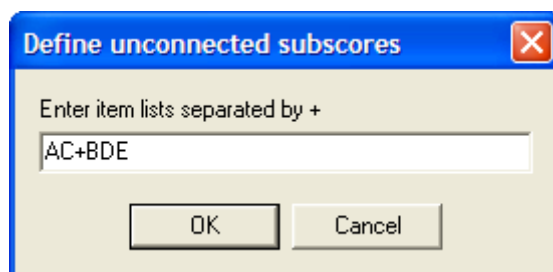 Define unconnected subscores
Enter item lists separated by +
AC+BDE
OK Cancel